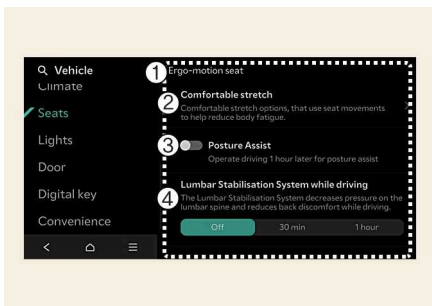 Vehicle
Climate
Seats
Lights
Door
Digital key
Convenience
1
Ergo-motion seat
2
Comfortable stretch
Comfortable stretch options, that use seat movements
to help reduce body fatigue.
3
Posture Assist
Operate driving 1 hour later for posture assist
4
Lumbar Stabilisation System while driving
The Lumbar Stabilisation System decreases pressure on the
lumbar spine and reduces back discomfort while driving.
Off 30 min 1 hour